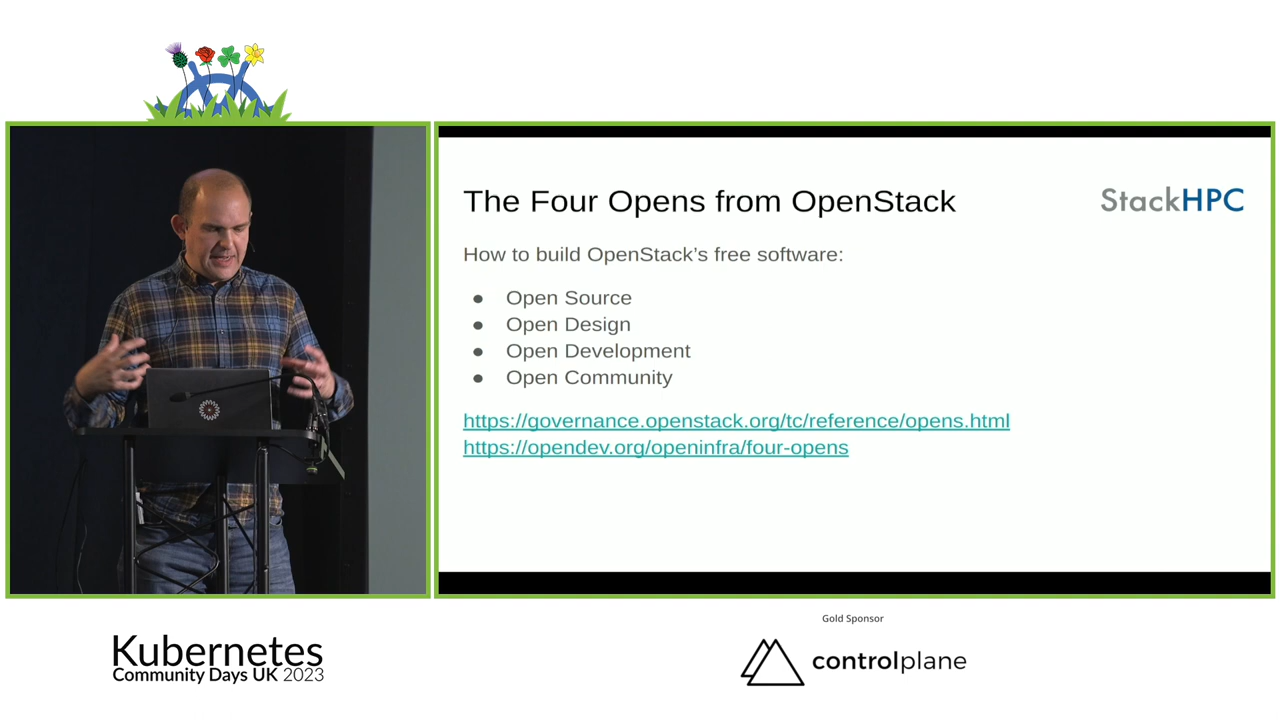 The Four Opens from OpenStack
StackHPC
How to build OpenStack's free software:
● Open Source
● Open Design
● Open Development
● Open Community
https://governance.openstack.org/tc/reference/opens.html
https://opendev.org/openinfra/four-opens
Gold Sponsor
Kubernetes
Community Days UK 2023
controlplane